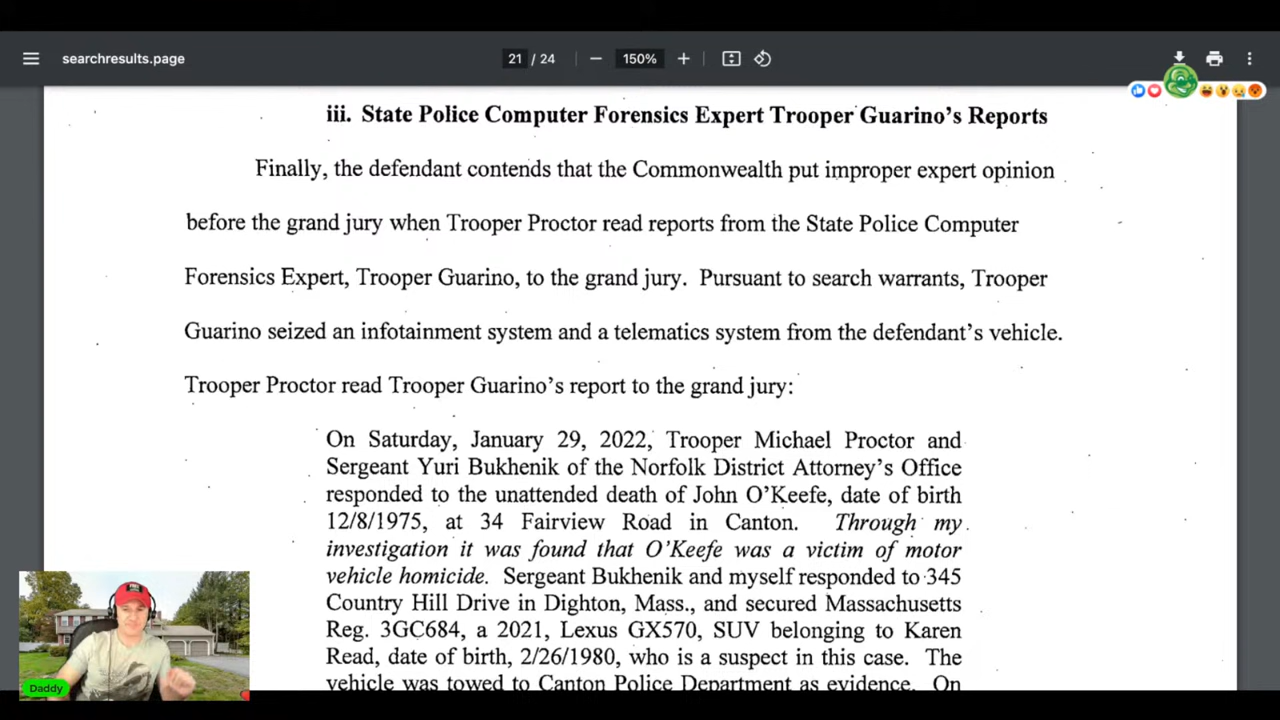 searchresults.page
21 / 24
150%
iii. State Police Computer Forensics Expert Trooper Guarino's Reports
Finally, the defendant contends that the Commonwealth put improper expert opinion
before the grand jury when Trooper Proctor read reports from the State Police Computer
Forensics Expert, Trooper Guarino, to the grand jury. Pursuant to search warrants, Trooper
Guarino seized an infotainment system and a telematics system from the defendant's vehicle.
Trooper Proctor read Trooper Guarino's report to the grand jury:
On Saturday, January 29, 2022, Trooper Michael Proctor and
Sergeant Yuri Bukhenik of the Norfolk District Attorney's Office
responded to the unattended death of John O'Keefe, date of birth
12/8/1975, at 34 Fairview Road in Canton. Through my
investigation it was found that O'Keefe was a victim of motor
vehicle homicide. Sergeant Bukhenik and myself responded to 345
Country Hill Drive in Dighton, Mass., and secured Massachusetts
Reg. 3GC684, a 2021, Lexus GX570, SUV belonging to Karen
Read, date of birth, 2/26/1980, who is a suspect in this case. The
vehicle was towed to Canton Police Department as evidence. On
Daddy